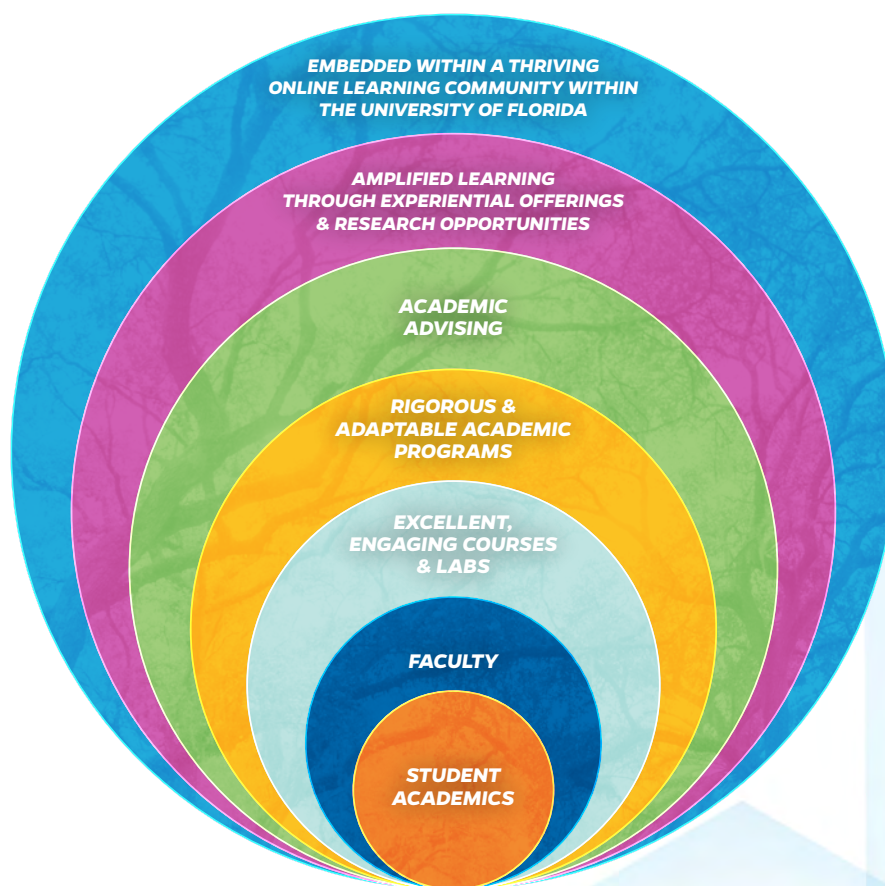 EMBEDDED WITHIN A THRIVING
ONLINE LEARNING COMMUNITY WITHIN
THE UNIVERSITY OF FLORIDA
AMPLIFIED LEARNING
THROUGH EXPERIENTIAL OFFERINGS
& RESEARCH OPPORTUNITIES
ACADEMIC
ADVISING
RIGOROUS &
ADAPTABLE ACADEMIC
PROGRAMS
EXCELLENT,
ENGAGING COURSES
& LABS
FACULTY
STUDENT
ACADEMICS